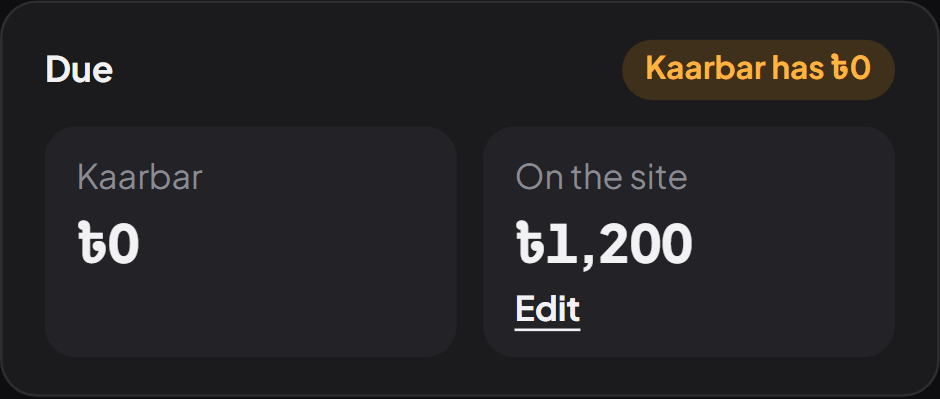 Due
Kaarbar has ৳0
Kaarbar
৳0
On the site
৳1,200
Edit